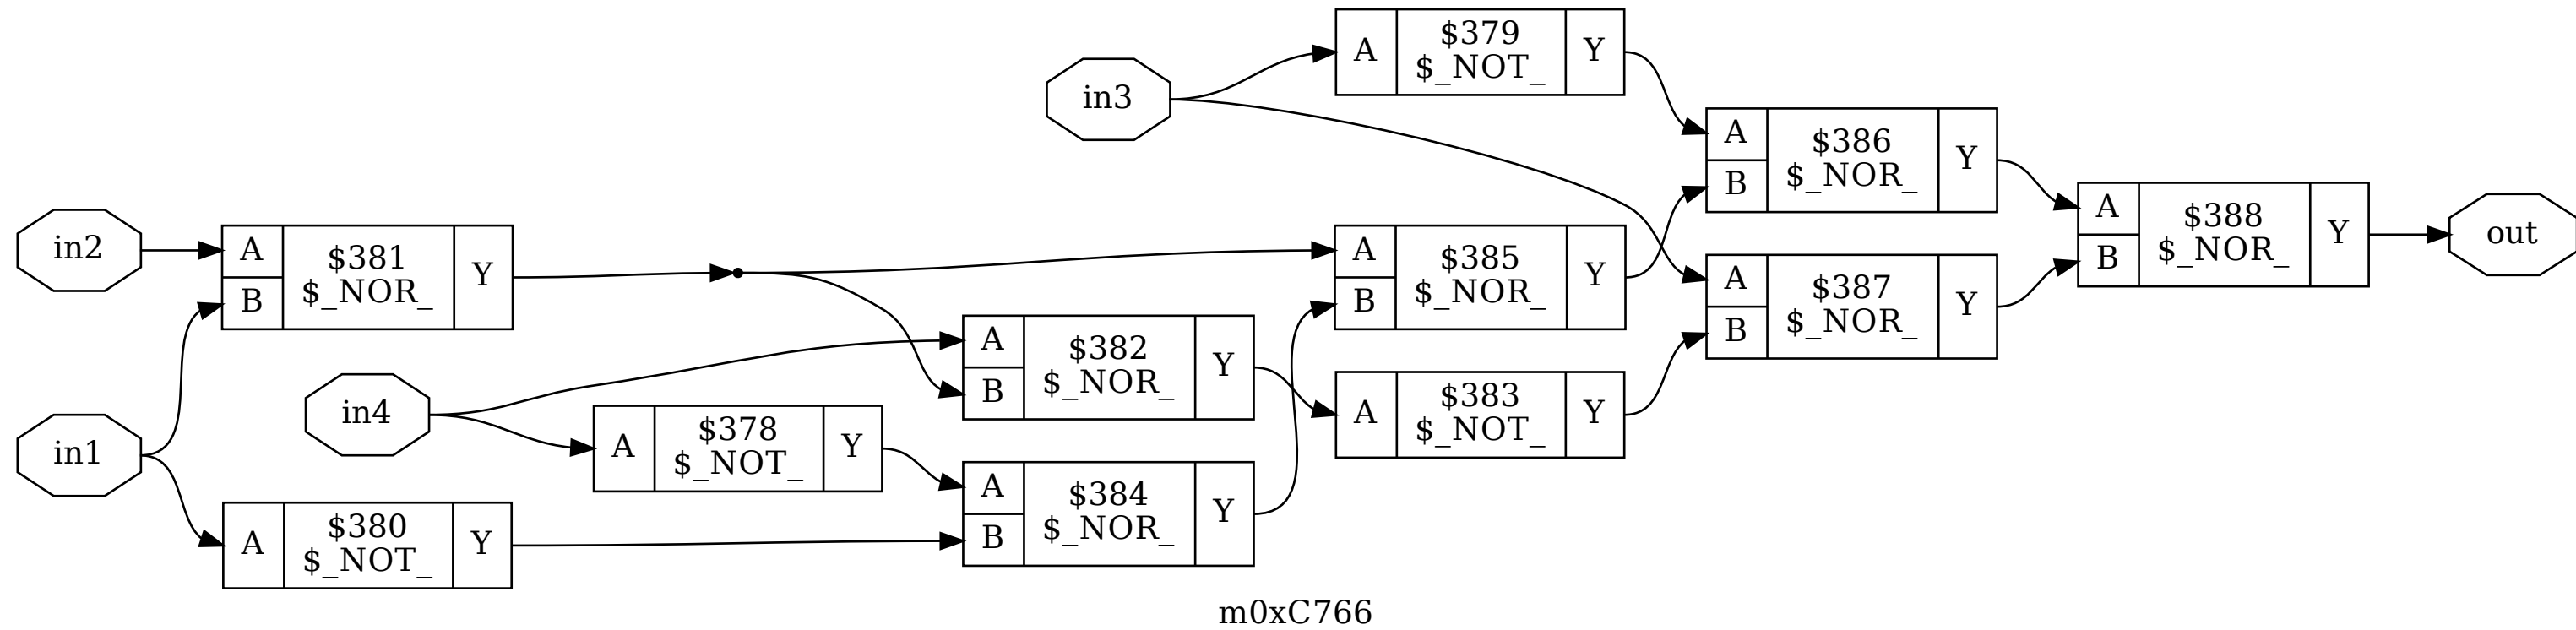 $379
A
$_NOT_
Y
in3
$386
A
$_NOR_
B
Y
in2
$381
A
$_NOR_
B
Y
$385
A
$_NOR_
B
Y
$388
A
$_NOR_
B
Y
out
$387
A
$_NOR_
B
Y
$382
A
$_NOR_
B
Y
in4
$383
A
$_NOT_
Y
$378
A
$_NOT_
Y
in1
$384
A
$_NOR_
B
Y
$380
A
$_NOT_
Y
m0xC766